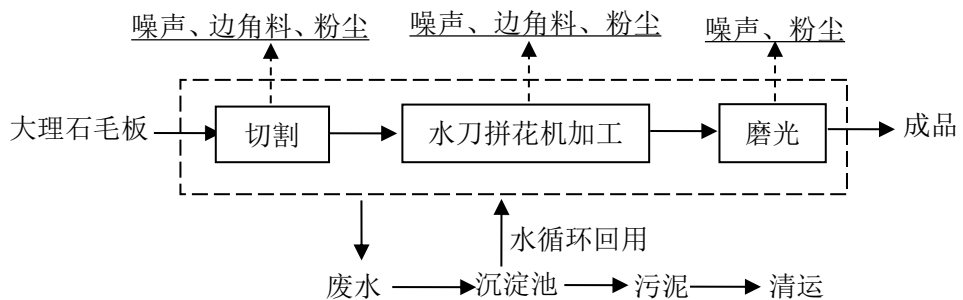 噪声、边角料、粉尘
噪声、边角料、粉尘
噪声、粉尘
大理石毛板
切割
水刀拼花机加工
磨光
成品
水循环回用
废水
沉淀池
污泥
清运